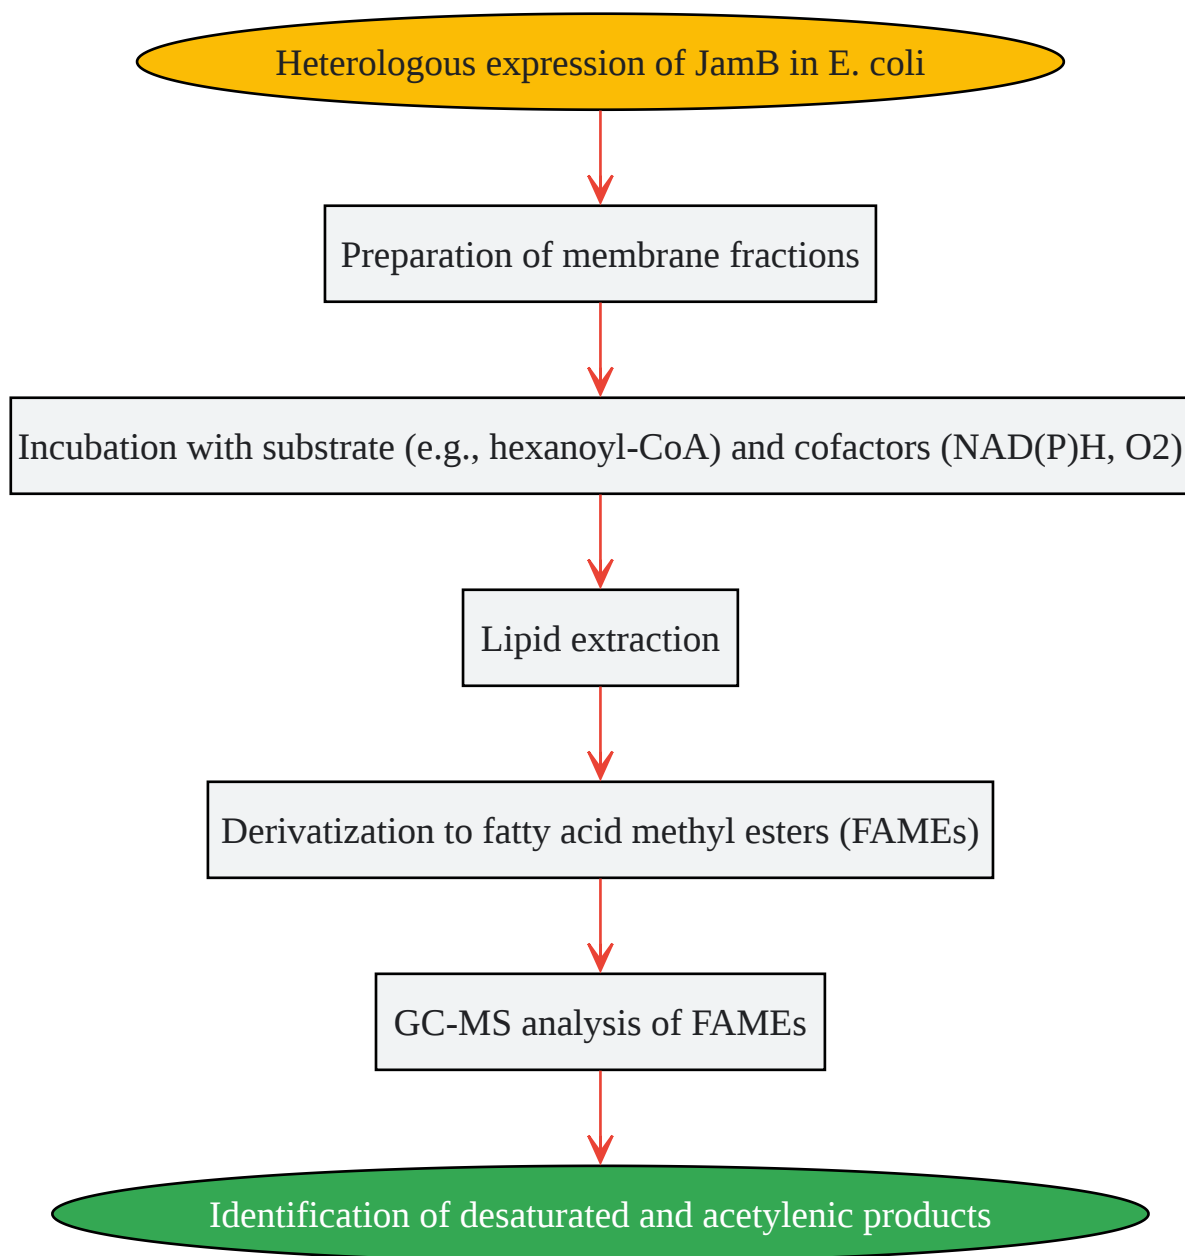 Heterologous expression of JamB in E. coli
Preparation of membrane fractions
Incubation with substrate (e.g., hexanoyl-CoA) and cofactors (NAD(P)H, O2)
Lipid extraction
Derivatization to fatty acid methyl esters (FAMEs)
GC-MS analysis of FAMEs
Identification of desaturated and acetylenic products